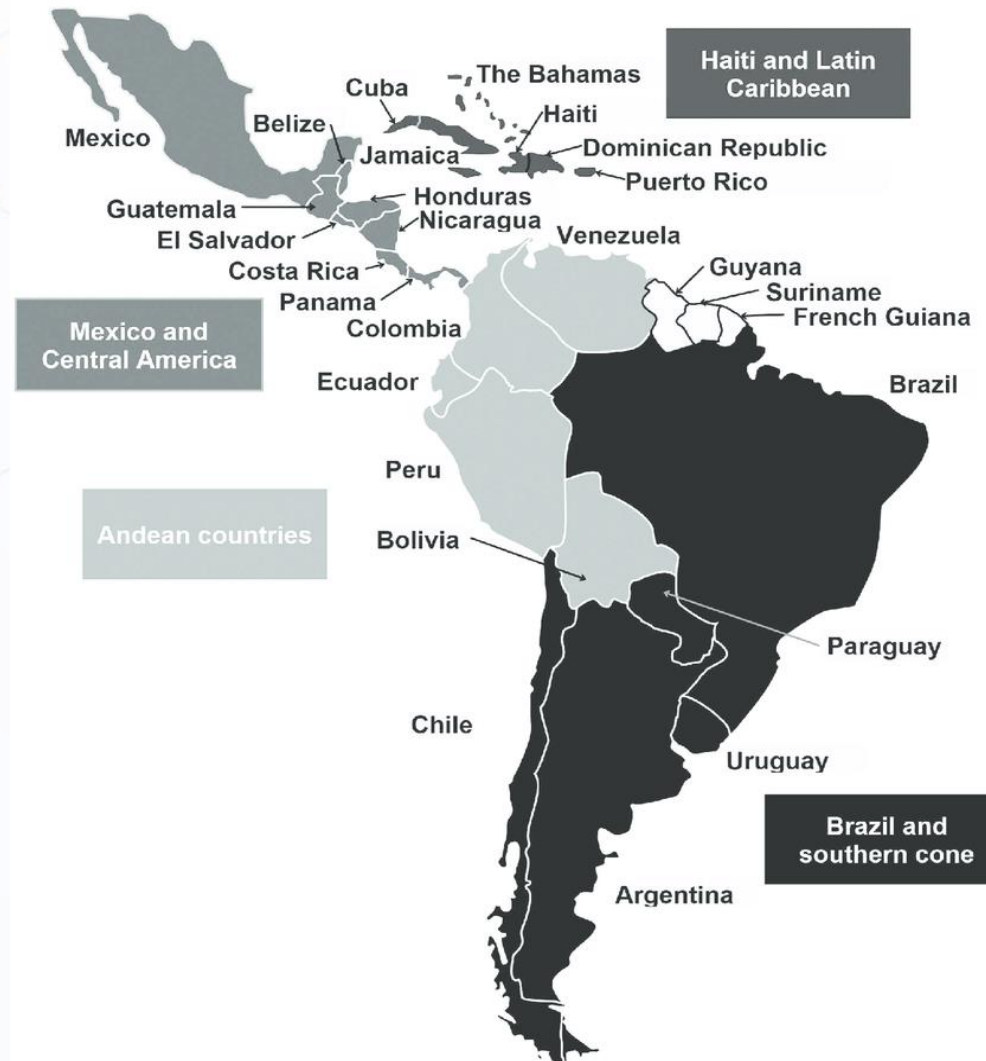 Haiti and Latin
Caribbean
The Bahamas
Cuba
Haiti
Belize
Mexico
Jamaica
Dominican Republic
Puerto Rico
Honduras
Guatemala
Nicaragua
El Salvador
Venezuela
Costa Rica
Guyana
Suriname
Panama
French Guiana
Colombia
Mexico and
Central America
Ecuador
Brazil
Peru
Andean countries
Bolivia
Paraguay
Chile
Uruguay
Brazil and
southern cone
Argentina